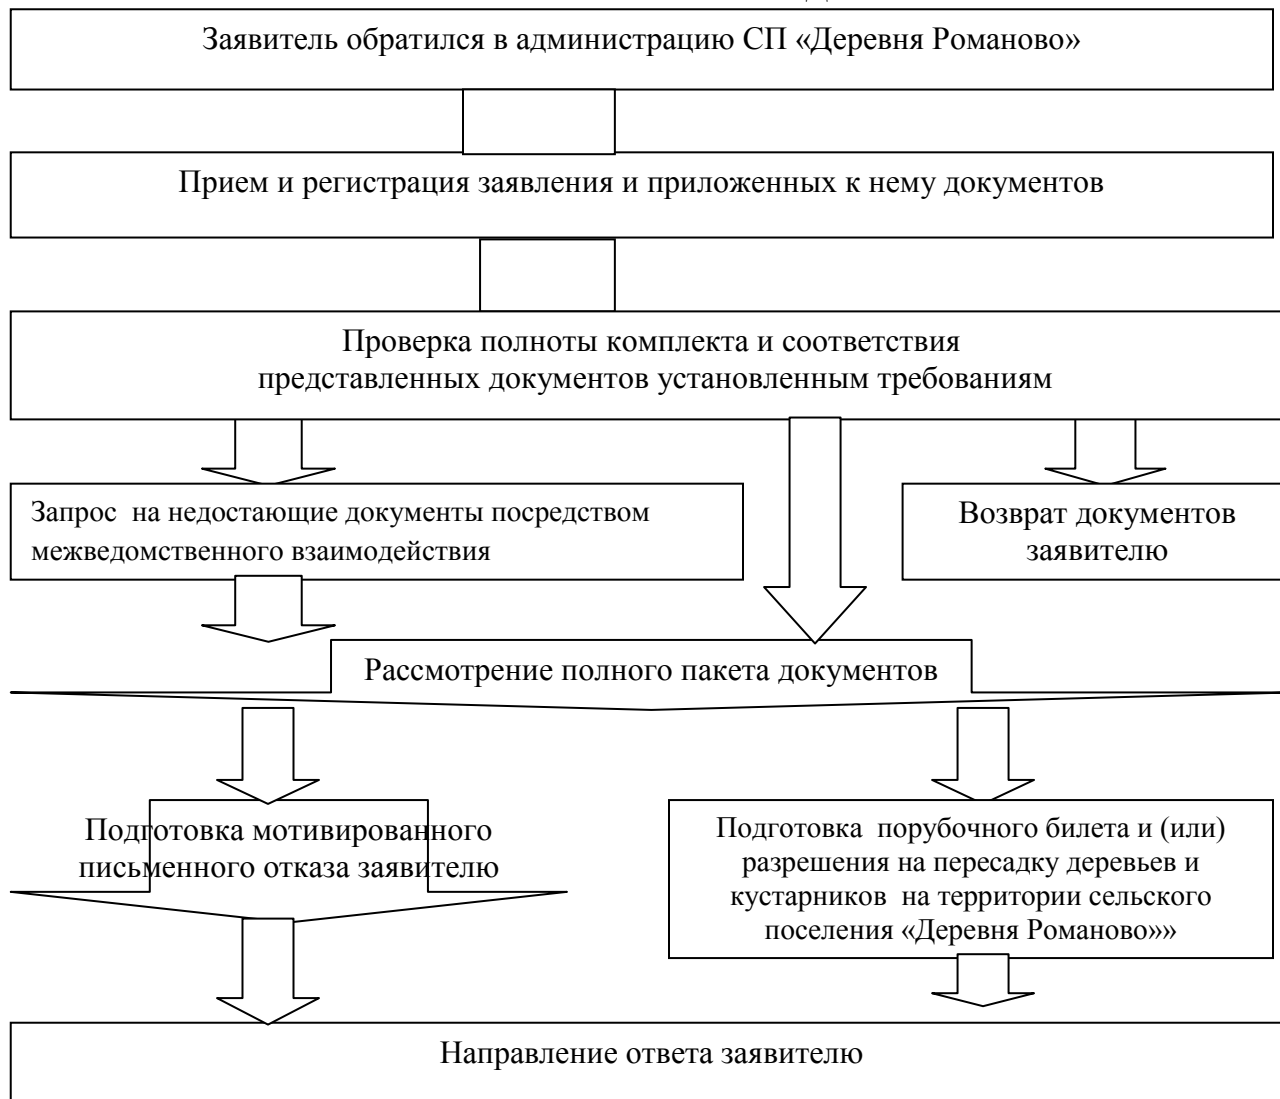 Заявитель обратился в администрацию СП «Деревня Романово»
Прием и регистрация заявления и приложенных к нему документов
Проверка полноты комплекта и соответствия
представленных документов установленным требованиям
Запрос  на недостающие документы посредством
межведомственного взаимодействия
Возврат документов
заявителю
Рассмотрение полного пакета документов
Подготовка мотивированного
письменного отказа заявителю
Подготовка  порубочного билета и (или)
разрешения на пересадку деревьев и
кустарников  на территории сельского
поселения «Деревня Романово»»
Направление ответа заявителю